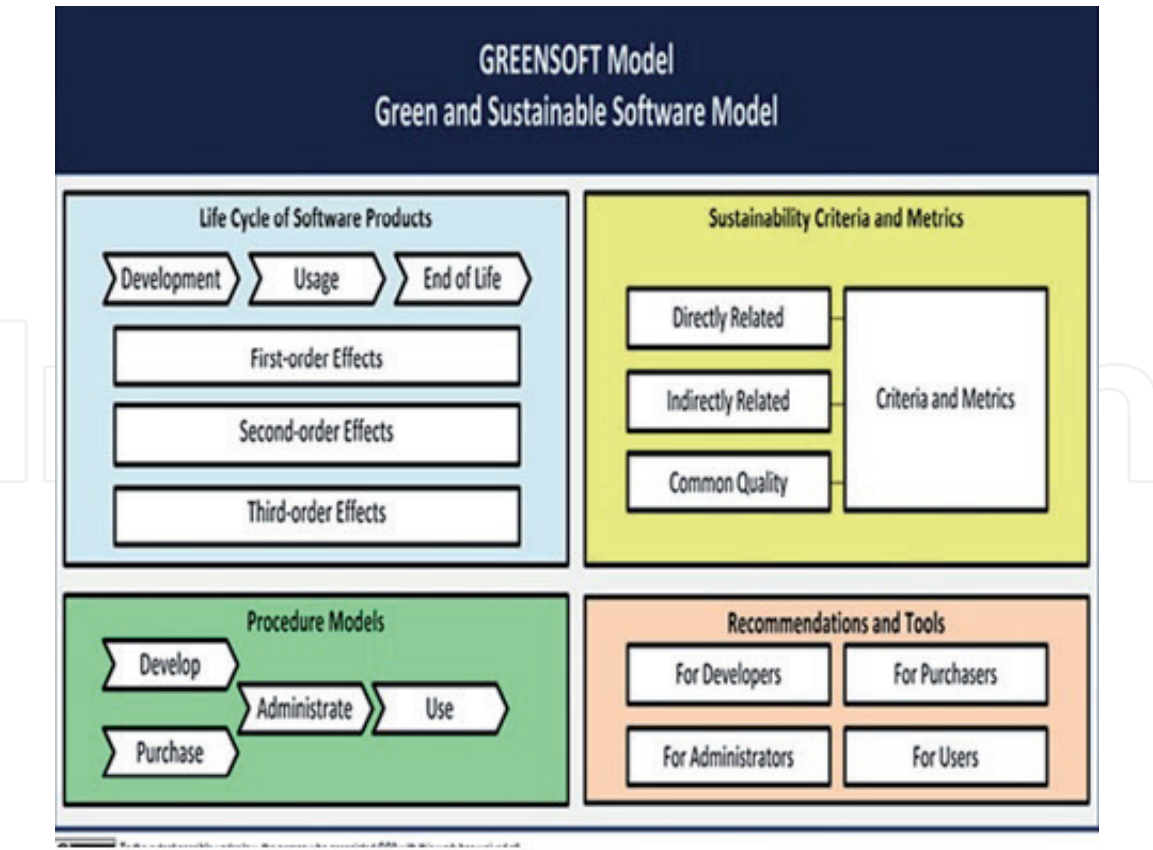 GREENSOFT Model
Green and Sustainable Software Model
Life Cycle of Software Products
Development
Usage
End of Life
First-order Effects
Second-order Effects
Third-order Effects
Sustainability Criteria and Metrics
Directly Related
Indirectly Related
Common Quality
Criteria and Metrics
Procedure Models
Develop
Purchase
Administrate
Use
Recommendations and Tools
For Developers
For Purchasers
For Administrators
For Users